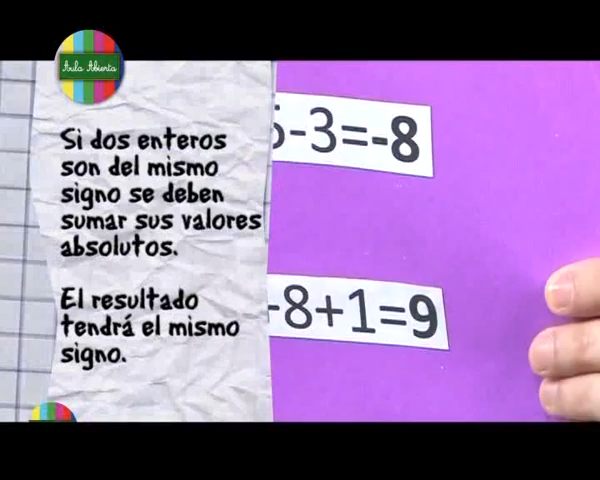 Aula Abierta
Si dos enteros
son del mismo
signo se deben
sumar sus valores
absolutos.
El resultado
tendrá el mismo
signo.
5-3=-8
-8+1=9